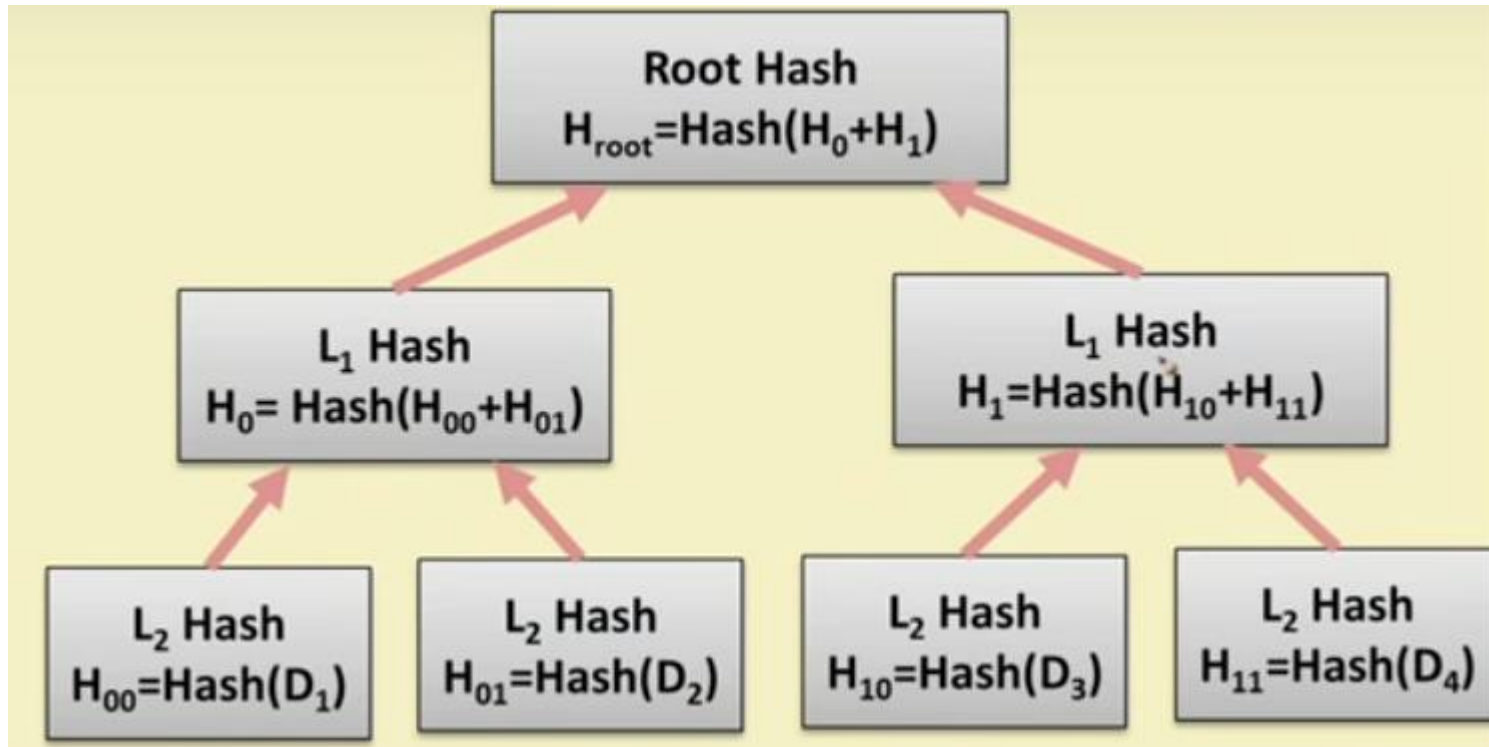 Root Hash
H_root=Hash(H₀+H₁)
L₁ Hash
H₀= Hash(H₀₀+H₀₁)
L₁ Hash
H₁=Hash(H₁₀+H₁₁)
L₂ Hash
H₀₀=Hash(D₁)
L₂ Hash
H₀₁=Hash(D₂)
L₂ Hash
H₁₀=Hash(D₃)
L₂ Hash
H₁₁=Hash(D₄)